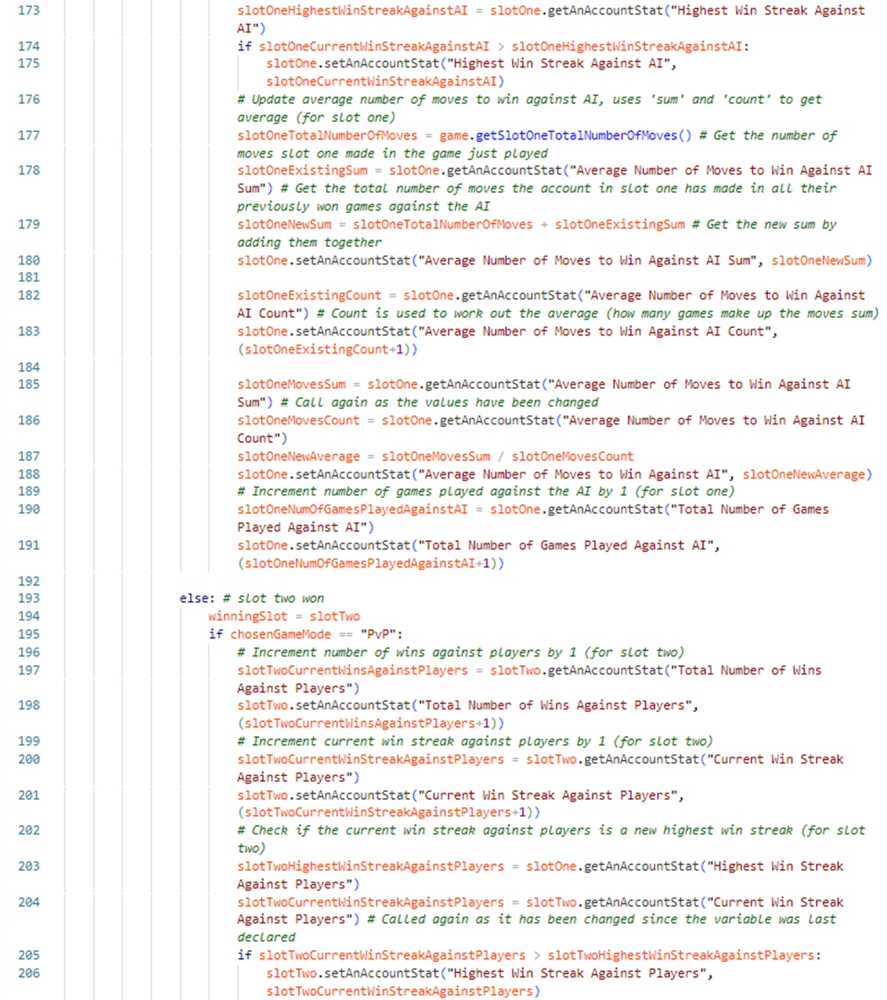 173 slotOneHighestWinStreakAgainstAI = slotOne.getAnAccountStat("Highest Win Streak Against
AI")
174 if slotOneCurrentWinStreakAgainstAI > slotOneHighestWinStreakAgainstAI:
175 slotOne.setAnAccountStat("Highest Win Streak Against AI",
slotOneCurrentWinStreakAgainstAI)
176 # Update average number of moves to win against AI, uses 'sum' and 'count' to get
average (for slot one)
177 slotOneTotalNumberOfMoves = game.getSlotOneTotalNumberOfMoves() # Get the number of
moves slot one made in the game just played
178 slotOneExistingSum = slotOne.getAnAccountStat("Average Number of Moves to Win Against AI
Sum") # Get the total number of moves the account in slot one has made in all their
previously won games against the AI
179 slotOneNewSum = slotOneTotalNumberOfMoves + slotOneExistingSum # Get the new sum by
adding them together
180 slotOne.setAnAccountStat("Average Number of Moves to Win Against AI Sum", slotOneNewSum)
181
182 slotOneExistingCount = slotOne.getAnAccountStat("Average Number of Moves to Win Against
AI Count") # Count is used to work out the average (how many games make up the moves sum)
183 slotOne.setAnAccountStat("Average Number of Moves to Win Against AI Count",
(slotOneExistingCount+1))
184
185 slotOneMovesSum = slotOne.getAnAccountStat("Average Number of Moves to Win Against AI
Sum") # Call again as the values have been changed
186 slotOneMovesCount = slotOne.getAnAccountStat("Average Number of Moves to Win Against AI
Count")
187 slotOneNewAverage = slotOneMovesSum / slotOneMovesCount
188 slotOne.setAnAccountStat("Average Number of Moves to Win Against AI", slotOneNewAverage)
189 # Increment number of games played against the AI by 1 (for slot one)
190 slotOneNumOfGamesPlayedAgainstAI = slotOne.getAnAccountStat("Total Number of Games
Played Against AI")
191 slotOne.setAnAccountStat("Total Number of Games Played Against AI",
(slotOneNumOfGamesPlayedAgainstAI+1))
192
193 else: # slot two won
194 winningSlot = slotTwo
195 if chosenGameMode == "PvP":
196 # Increment number of wins against players by 1 (for slot two)
197 slotTwoCurrentWinsAgainstPlayers = slotTwo.getAnAccountStat("Total Number of Wins
Against Players")
198 slotTwo.setAnAccountStat("Total Number of Wins Against Players",
(slotTwoCurrentWinsAgainstPlayers+1))
199 # Increment current win streak against players by 1 (for slot two)
200 slotTwoCurrentWinStreakAgainstPlayers = slotTwo.getAnAccountStat("Current Win Streak
Against Players")
201 slotTwo.setAnAccountStat("Current Win Streak Against Players",
(slotTwoCurrentWinStreakAgainstPlayers+1))
202 # Check if the current win streak against players is a new highest win streak (for slot
two)
203 slotTwoHighestWinStreakAgainstPlayers = slotOne.getAnAccountStat("Highest Win Streak
Against Players")
204 slotTwoCurrentWinStreakAgainstPlayers = slotTwo.getAnAccountStat("Current Win Streak
Against Players") # Called again as it has been changed since the variable was last
declared
205 if slotTwoCurrentWinStreakAgainstPlayers > slotTwoHighestWinStreakAgainstPlayers:
206 slotTwo.setAnAccountStat("Highest Win Streak Against Players",
slotTwoCurrentWinStreakAgainstPlayers)